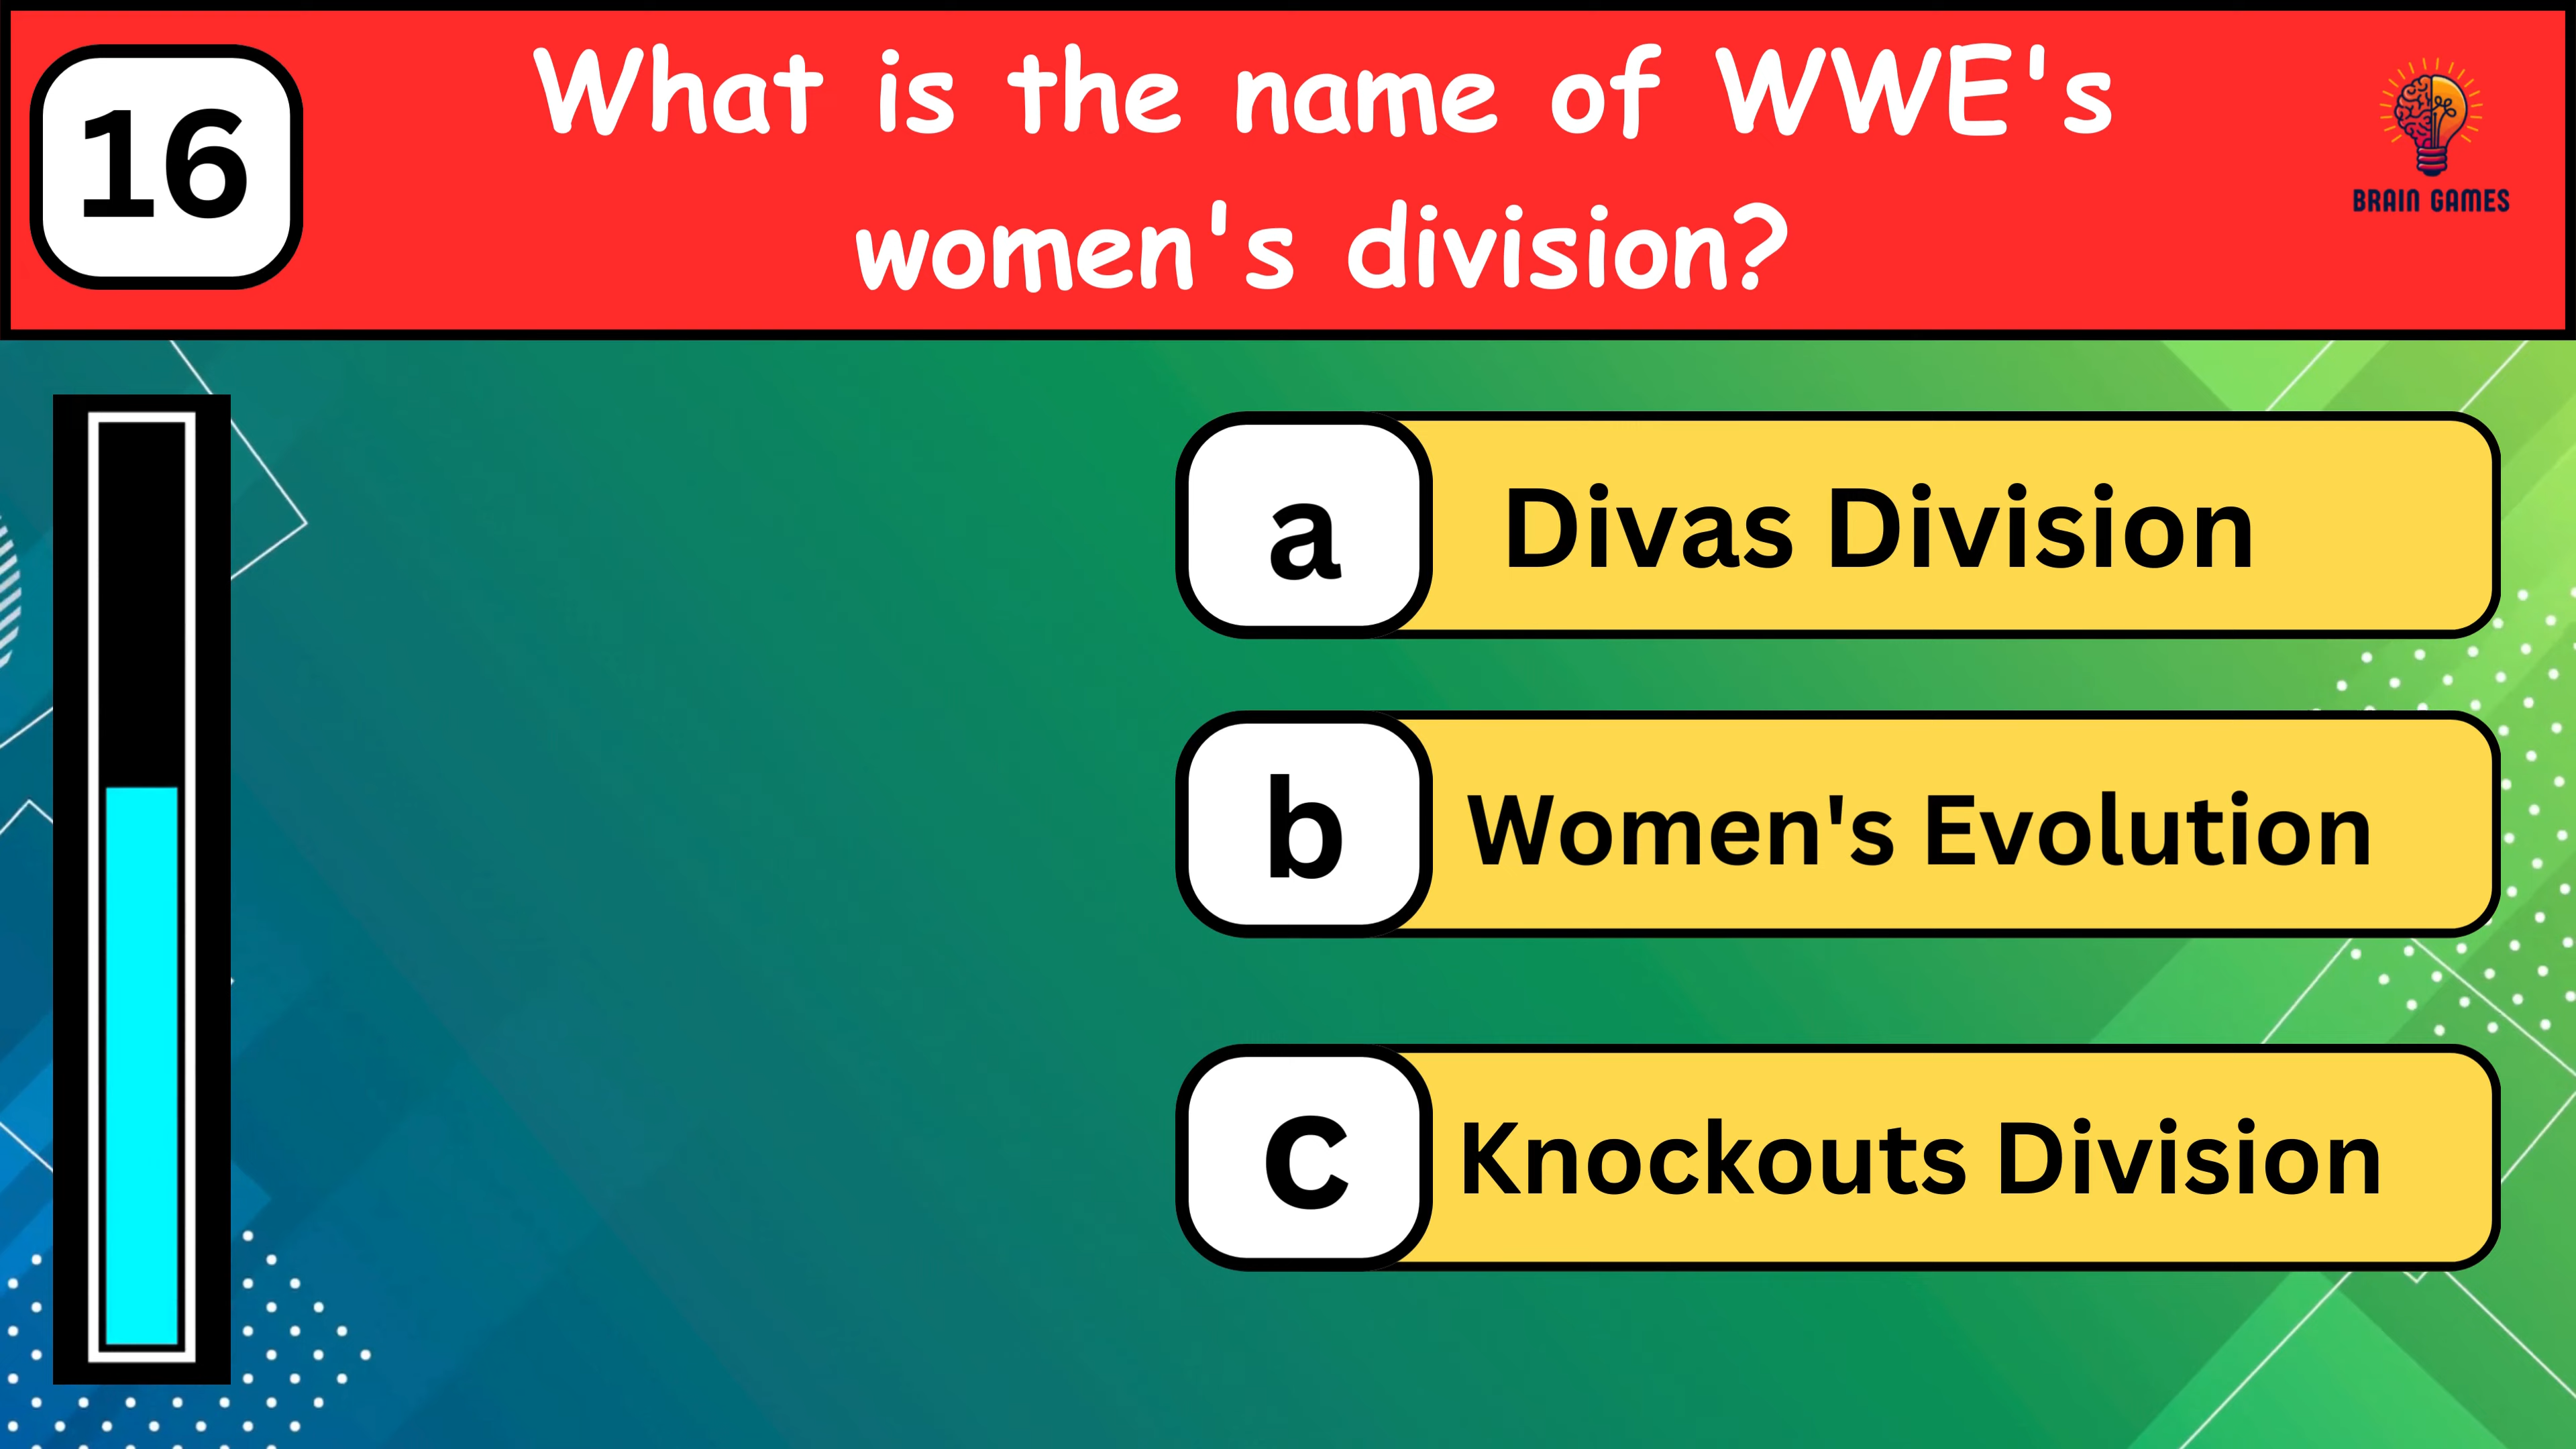 16
What is the name of WWE's
women's division?
BRAIN GAMES
a
Divas Division
b
Women's Evolution
c
Knockouts Division